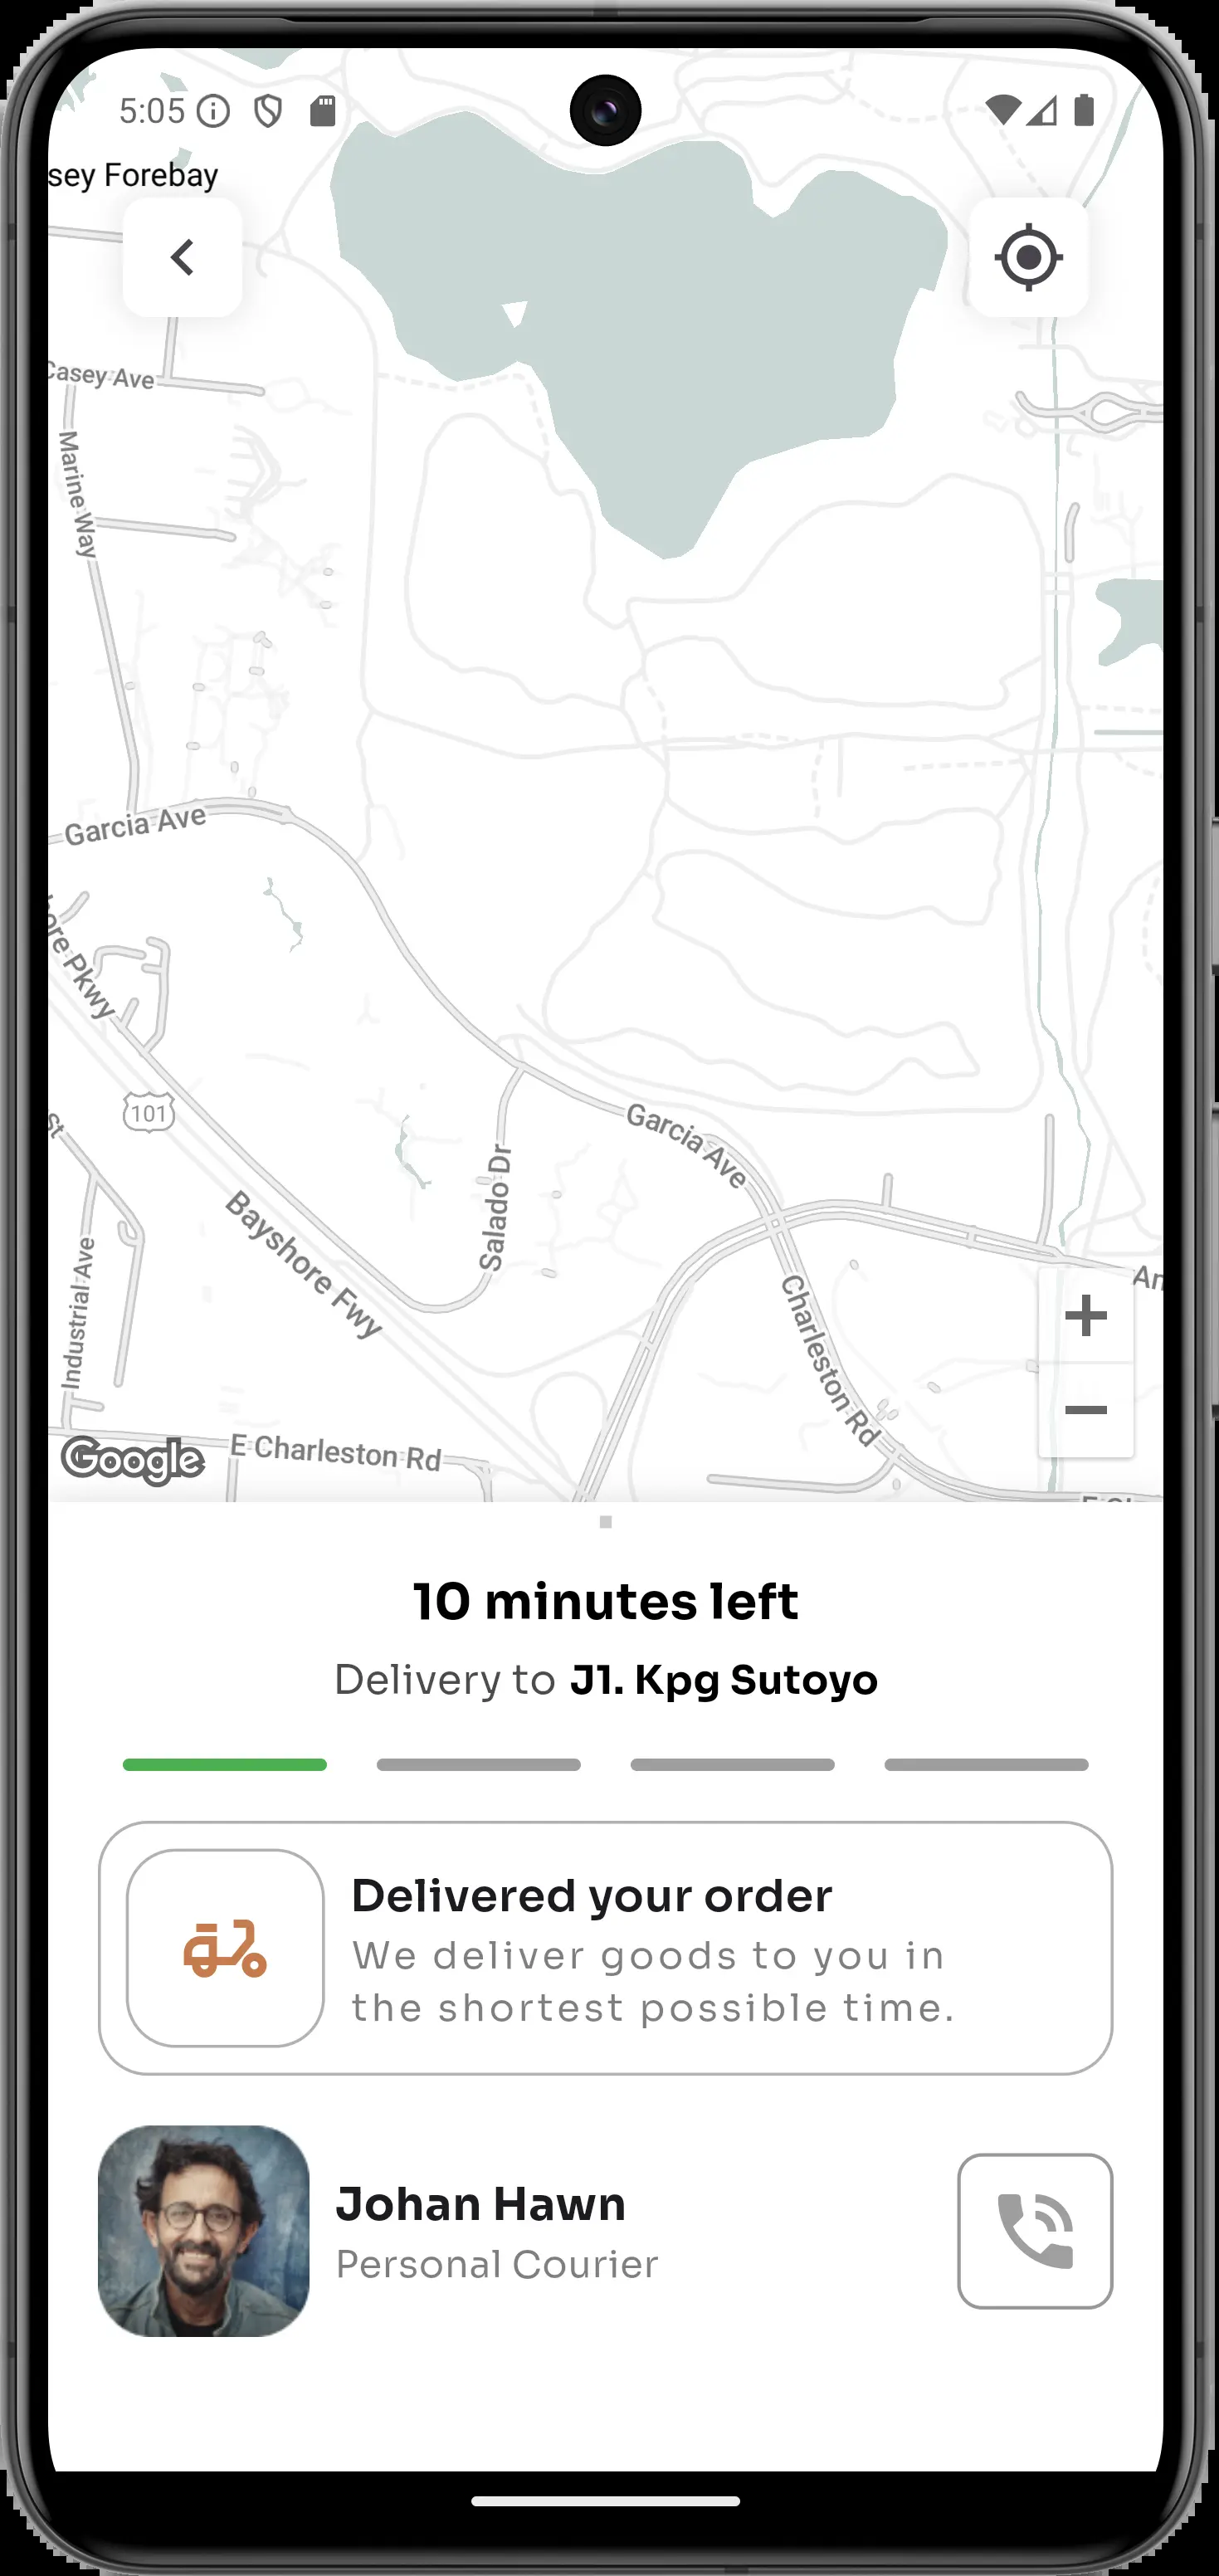 5:05
sey Forebay
Casey Ave
Marine Way
Garcia Ave
ore Pkwy
101
St
Garcia Ave
Salado Dr
Bayshore Fwy
Industrial Ave
Charleston Rd
An
E Charleston Rd
Google
10 minutes left
Delivery to J1. Kpg Sutoyo
Delivered your order
We deliver goods to you in
the shortest possible time.
Johan Hawn
Personal Courier